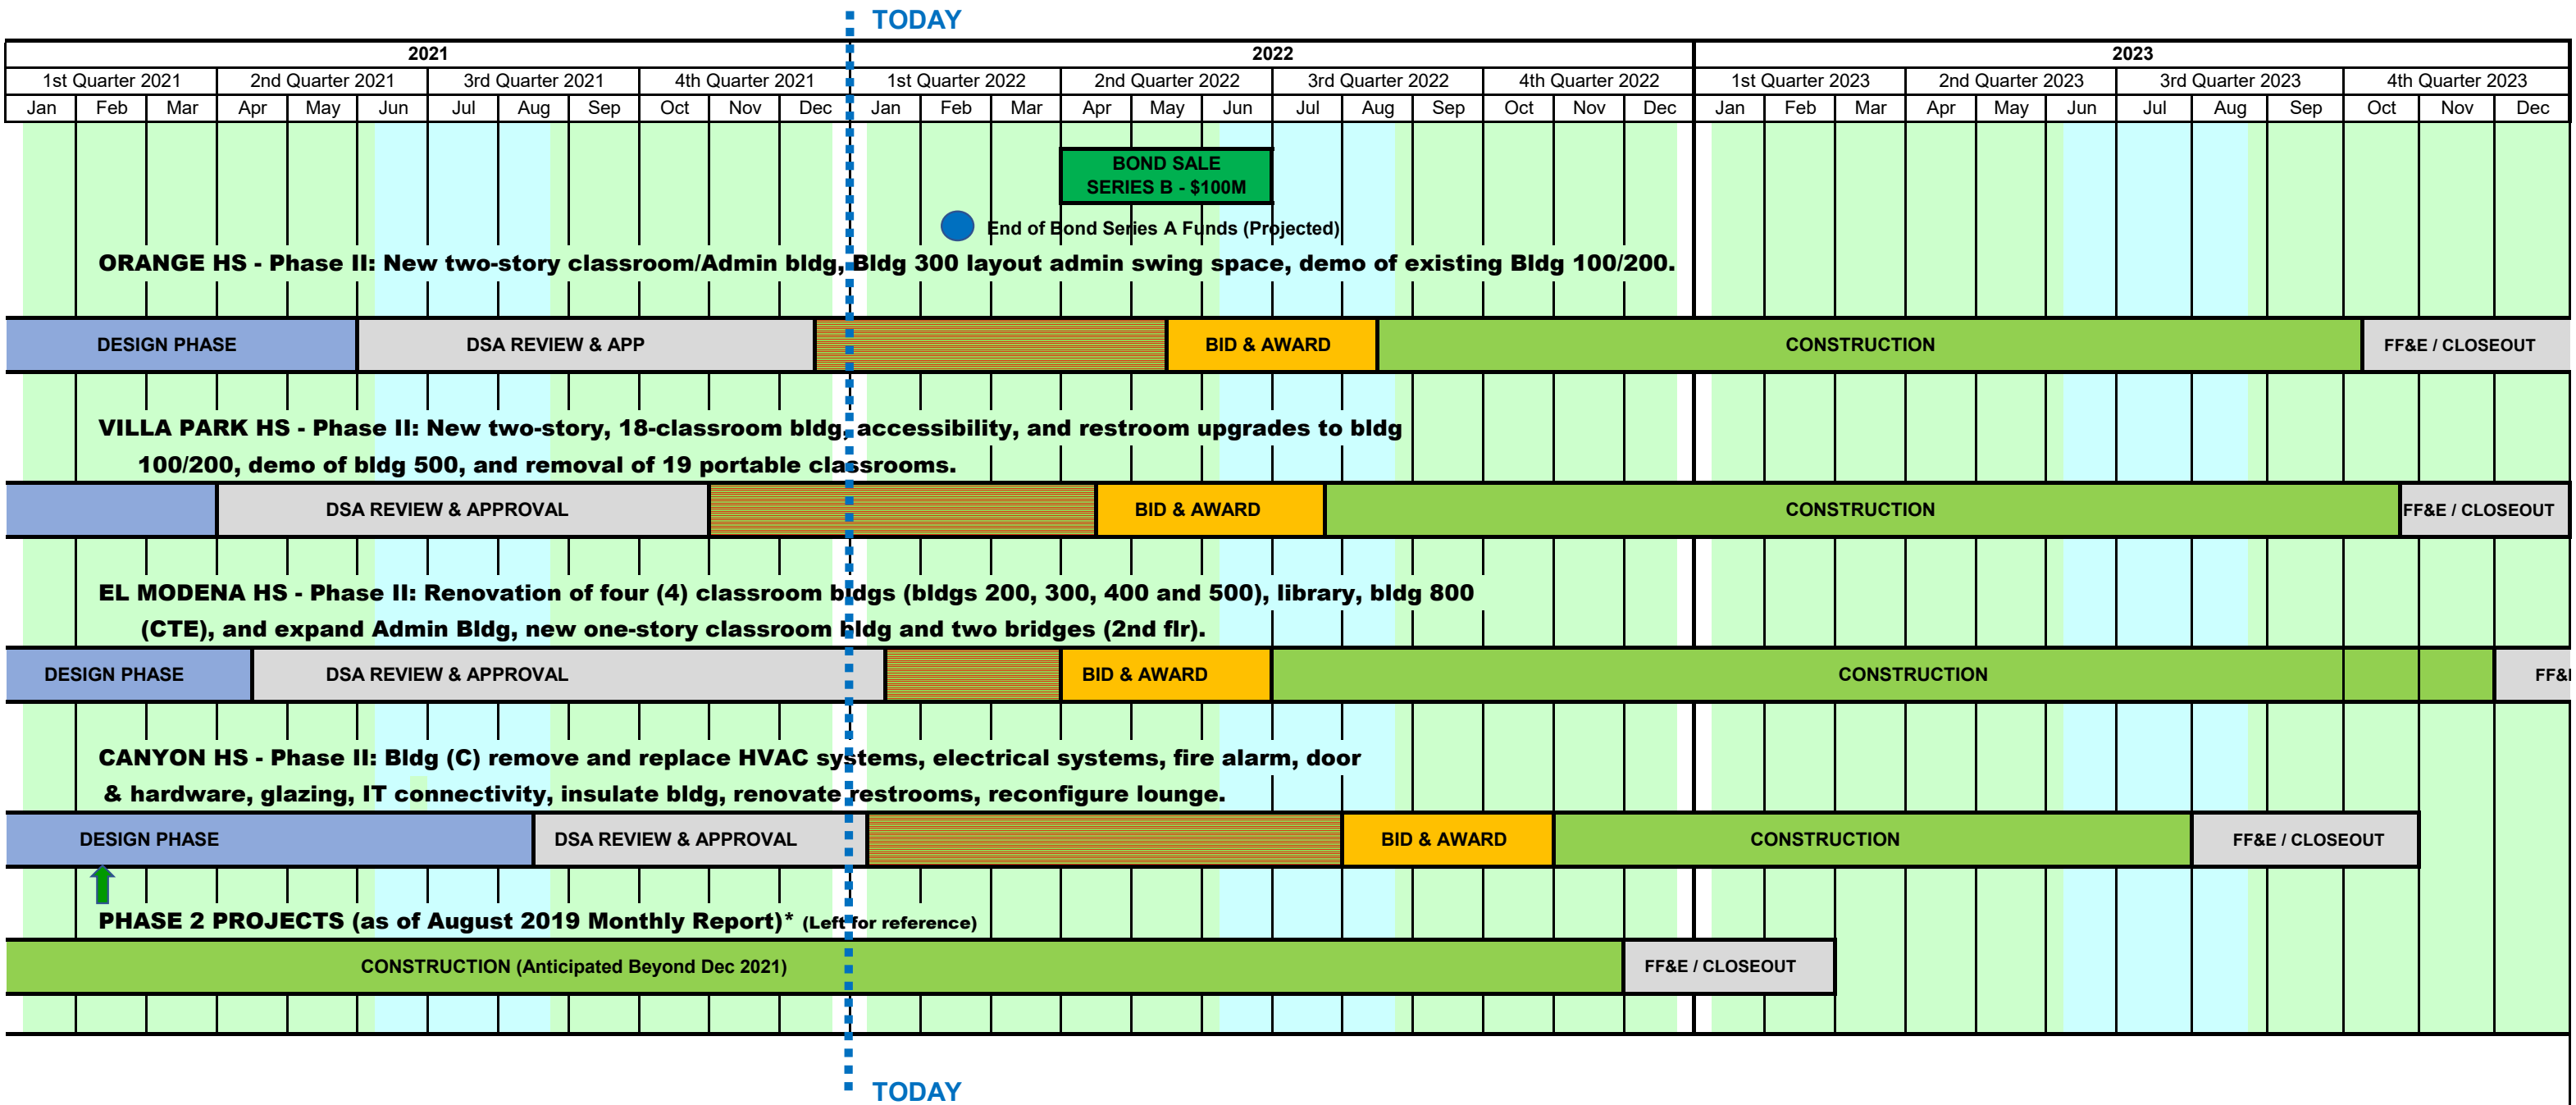 TODAY
2021 2022 2023
1st Quarter 2021 2nd Quarter 2021 3rd Quarter 2021 4th Quarter 2021 1st Quarter 2022 2nd Quarter 2022 3rd Quarter 2022 4th Quarter 2022 1st Quarter 2023 2nd Quarter 2023 3rd Quarter 2023 4th Quarter 2023
Jan Feb Mar Apr May Jun Jul Aug Sep Oct Nov Dec Jan Feb Mar Apr May Jun Jul Aug Sep Oct Nov Dec Jan Feb Mar Apr May Jun Jul Aug Sep Oct Nov Dec
BOND SALE
SERIES B - $100M
End of Bond Series A Funds (Projected)
ORANGE HS - Phase II: New two-story classroom/Admin bldg, Bldg 300 layout admin swing space, demo of existing Bldg 100/200.
DESIGN PHASE DSA REVIEW & APP BID & AWARD CONSTRUCTION FF&E / CLOSEOUT
VILLA PARK HS - Phase II: New two-story, 18-classroom bldg, accessibility, and restroom upgrades to bldg
100/200, demo of bldg 500, and removal of 19 portable classrooms.
DSA REVIEW & APPROVAL BID & AWARD CONSTRUCTION FF&E / CLOSEOUT
EL MODENA HS - Phase II: Renovation of four (4) classroom bldgs (bldgs 200, 300, 400 and 500), library, bldg 800
(CTE), and expand Admin Bldg, new one-story classroom bldg and two bridges (2nd flr).
DESIGN PHASE DSA REVIEW & APPROVAL BID & AWARD CONSTRUCTION FF&
CANYON HS - Phase II: Bldg (C) remove and replace HVAC systems, electrical systems, fire alarm, door
& hardware, glazing, IT connectivity, insulate bldg, renovate restrooms, reconfigure lounge.
DESIGN PHASE DSA REVIEW & APPROVAL BID & AWARD CONSTRUCTION FF&E / CLOSEOUT
PHASE 2 PROJECTS (as of August 2019 Monthly Report)* (Left for reference)
CONSTRUCTION (Anticipated Beyond Dec 2021) FF&E / CLOSEOUT
TODAY